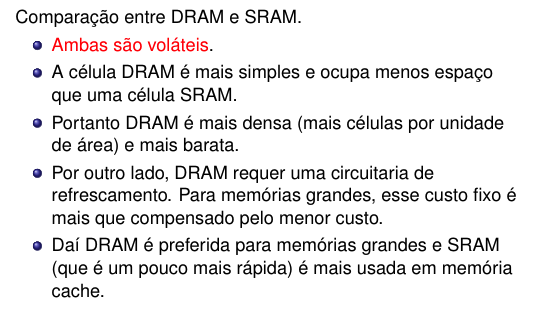 Comparação entre DRAM e SRAM.
Ambas são voláteis.
A célula DRAM é mais simples e ocupa menos espaço
que uma célula SRAM.
Portanto DRAM é mais densa (mais células por unidade
de área) e mais barata.
Por outro lado, DRAM requer uma circuitaria de
refrescamento. Para memórias grandes, esse custo fixo é
mais que compensado pelo menor custo.
Daí DRAM é preferida para memórias grandes e SRAM
(que é um pouco mais rápida) é mais usada em memória
cache.